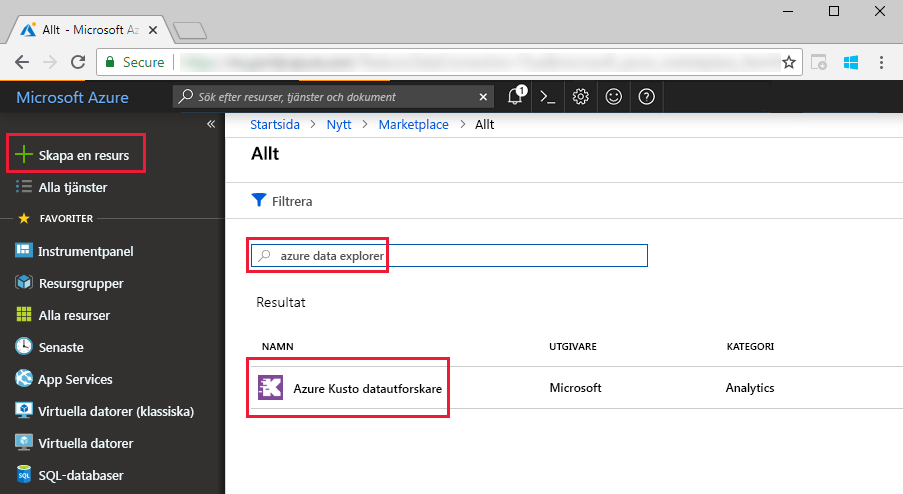 Allt - Microsoft Az
Secure
Microsoft Azure
Sök efter resurser, tjänster och dokument
1
Startsida > Nytt > Marketplace > Allt
Skapa en resurs
Alla tjänster
FAVORITER
Instrumentpanel
Resursgrupper
Alla resurser
Senaste
App Services
Virtuella datorer (klassiska)
Virtuella datorer
SQL-databaser
Allt
Filtrera
azure data explorer
Resultat
NAMN UTGIVARE KATEGORI
Azure Kusto datautforskare Microsoft Analytics